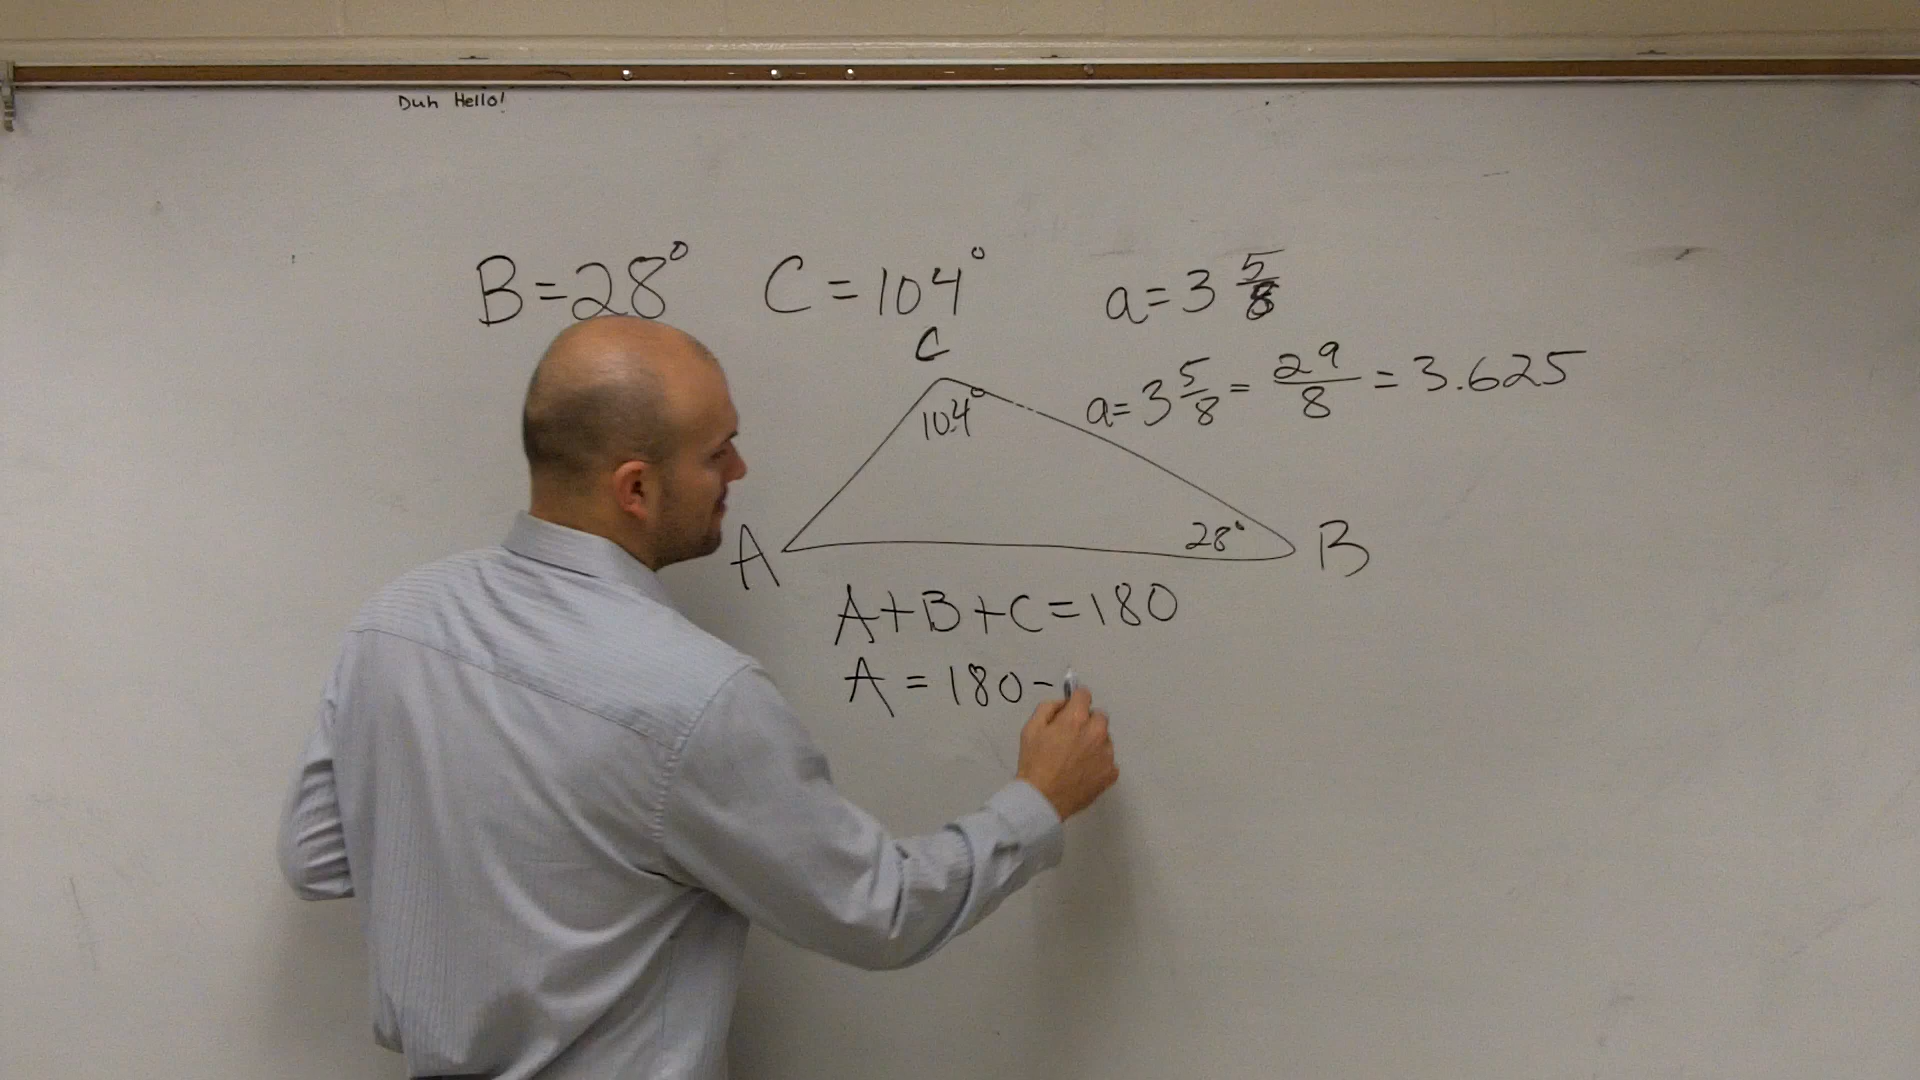 Duh Hello!
B=28° C=104° a=3 5/8
C
a=3 5/8 = 29/8 = 3.625
104°
28°
A B
A+B+C=180
A = 180-